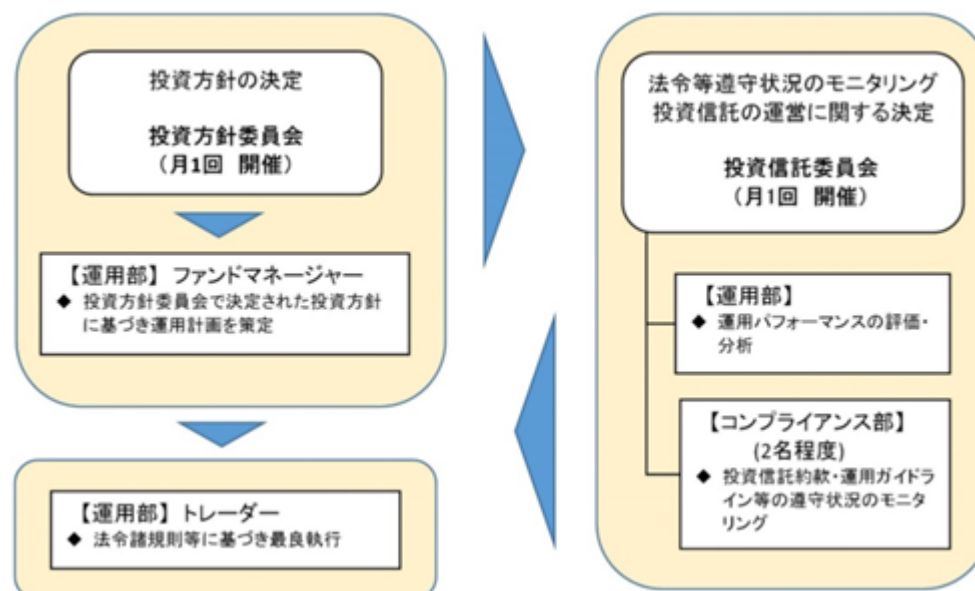 投資方針の決定
投資方針委員会
（月1回　開催）
【運用部】ファンドマネージャー
◆ 投資方針委員会で決定された投資方針
に基づき運用計画を策定
【運用部】トレーダー
◆ 法令諸規則等に基づき最良執行
法令等遵守状況のモニタリング
投資信託の運営に関する決定
投資信託委員会
（月1回　開催）
【運用部】
◆ 運用パフォーマンスの評価・
分析
【コンプライアンス部】
(2名程度)
◆ 投資信託約款・運用ガイドラ
イン等の遵守状況のモニタ
リング